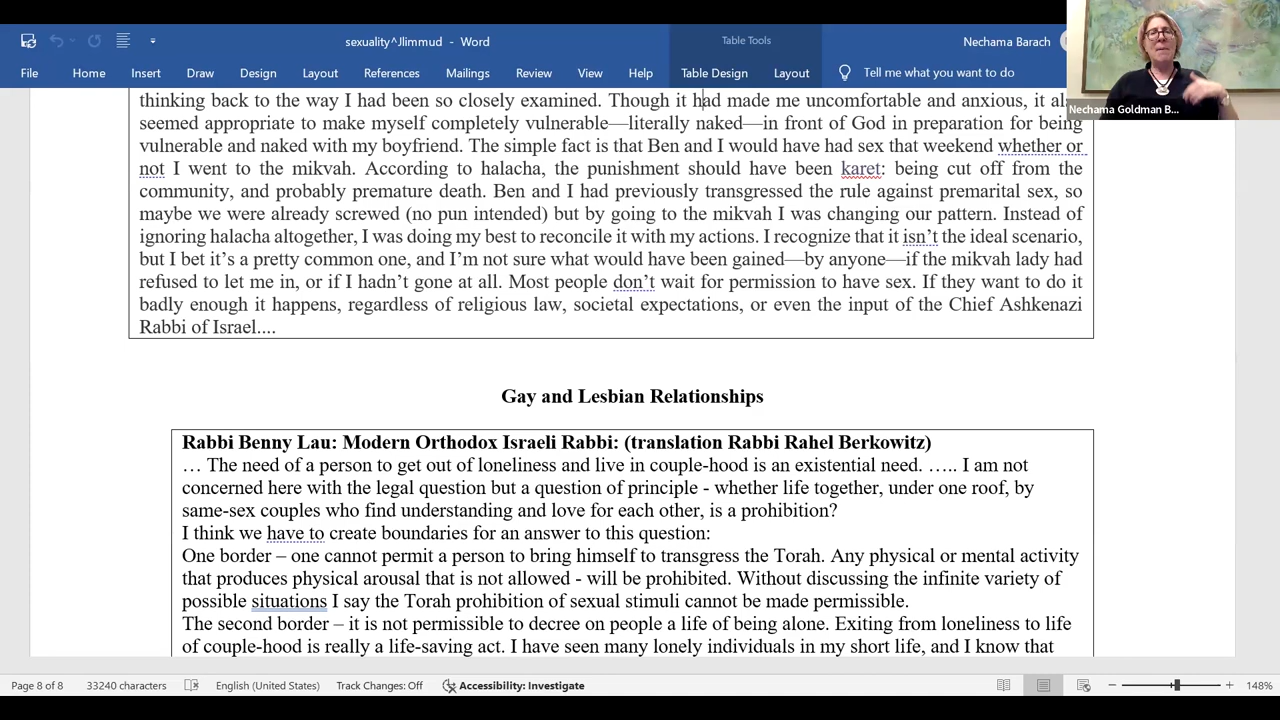 sexuality^Jlimmud - Word
Table Tools
Nechama Barach
File Home Insert Draw Design Layout References Mailings Review View Help Table Design Layout Tell me what you want to do
Nechama Goldman B...
thinking back to the way I had been so closely examined. Though it had made me uncomfortable and anxious, it
seemed appropriate to make myself completely vulnerable—literally naked—in front of God in preparation for being
vulnerable and naked with my boyfriend. The simple fact is that Ben and I would have had sex that weekend whether or
not I went to the mikvah. According to halacha, the punishment should have been karet: being cut off from the
community, and probably premature death. Ben and I had previously transgressed the rule against premarital sex, so
maybe we were already screwed (no pun intended) but by going to the mikvah I was changing our pattern. Instead of
ignoring halacha altogether, I was doing my best to reconcile it with my actions. I recognize that it isn't the ideal scenario,
but I bet it's a pretty common one, and I'm not sure what would have been gained—by anyone—if the mikvah lady had
refused to let me in, or if I hadn't gone at all. Most people don't wait for permission to have sex. If they want to do it
badly enough it happens, regardless of religious law, societal expectations, or even the input of the Chief Ashkenazi
Rabbi of Israel....
Gay and Lesbian Relationships
Rabbi Benny Lau: Modern Orthodox Israeli Rabbi: (translation Rabbi Rahel Berkowitz)
… The need of a person to get out of loneliness and live in couple-hood is an existential need. ….. I am not
concerned here with the legal question but a question of principle - whether life together, under one roof, by
same-sex couples who find understanding and love for each other, is a prohibition?
I think we have to create boundaries for an answer to this question:
One border – one cannot permit a person to bring himself to transgress the Torah. Any physical or mental activity
that produces physical arousal that is not allowed - will be prohibited. Without discussing the infinite variety of
possible situations I say the Torah prohibition of sexual stimuli cannot be made permissible.
The second border – it is not permissible to decree on people a life of being alone. Exiting from loneliness to life
of couple-hood is really a life-saving act. I have seen many lonely individuals in my short life, and I know that
Page 8 of 8 33240 characters English (United States) Track Changes: Off Accessibility: Investigate 148%